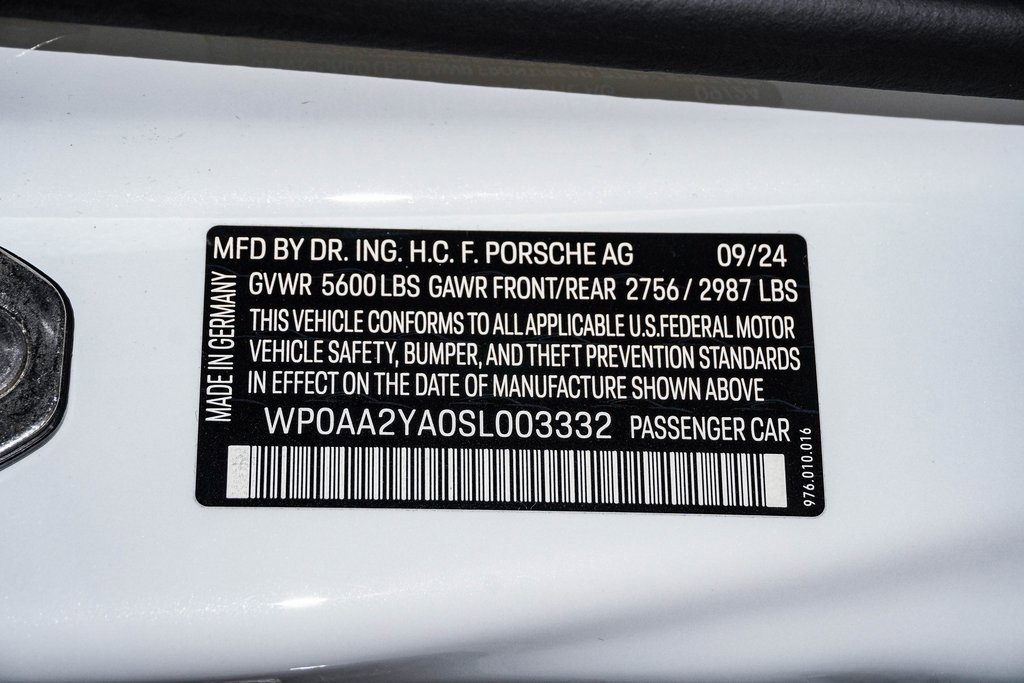 MFD BY DR. ING. H.C. F. PORSCHE AG 09/24
GVWR 5600 LBS GAWR FRONT/REAR 2756 / 2987 LBS
THIS VEHICLE CONFORMS TO ALL APPLICABLE U.S.FEDERAL MOTOR
VEHICLE SAFETY, BUMPER, AND THEFT PREVENTION STANDARDS
IN EFFECT ON THE DATE OF MANUFACTURE SHOWN ABOVE
WP0AA2YA0SL003332 PASSENGER CAR
MADE IN GERMANY
976.010.016